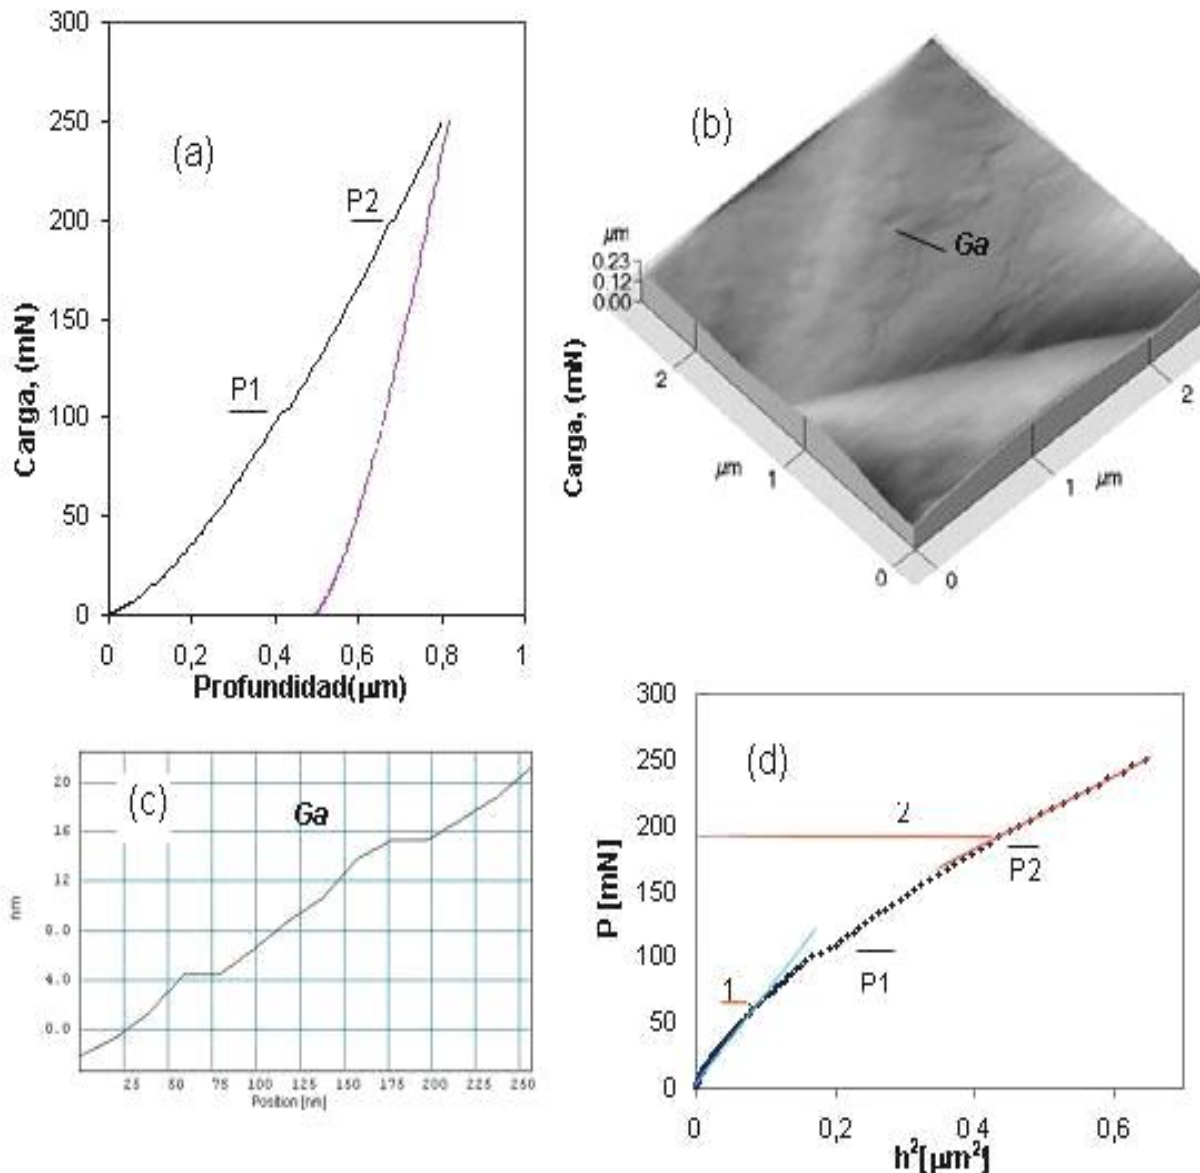 300
250
200
150
100
50
0
(a)
P2
P1
Carga, (mN)
0
0,2
0,4
0,6
0,8
1
Profundidad(µm)
(b)
Ga
µm
0.23
0.12
0.00
Carga, (mN)
2
µm
1
0
0
1
µm
2
(c)
Ga
20
16
12
8.0
4.0
0.0
nm
25
50
75
100
125
150
175
200
225
250
Position [nm]
300
250
200
150
100
50
0
(d)
2
P2
P1
1
P [mN]
0
0,2
0 4
0,6
h²[µm²]